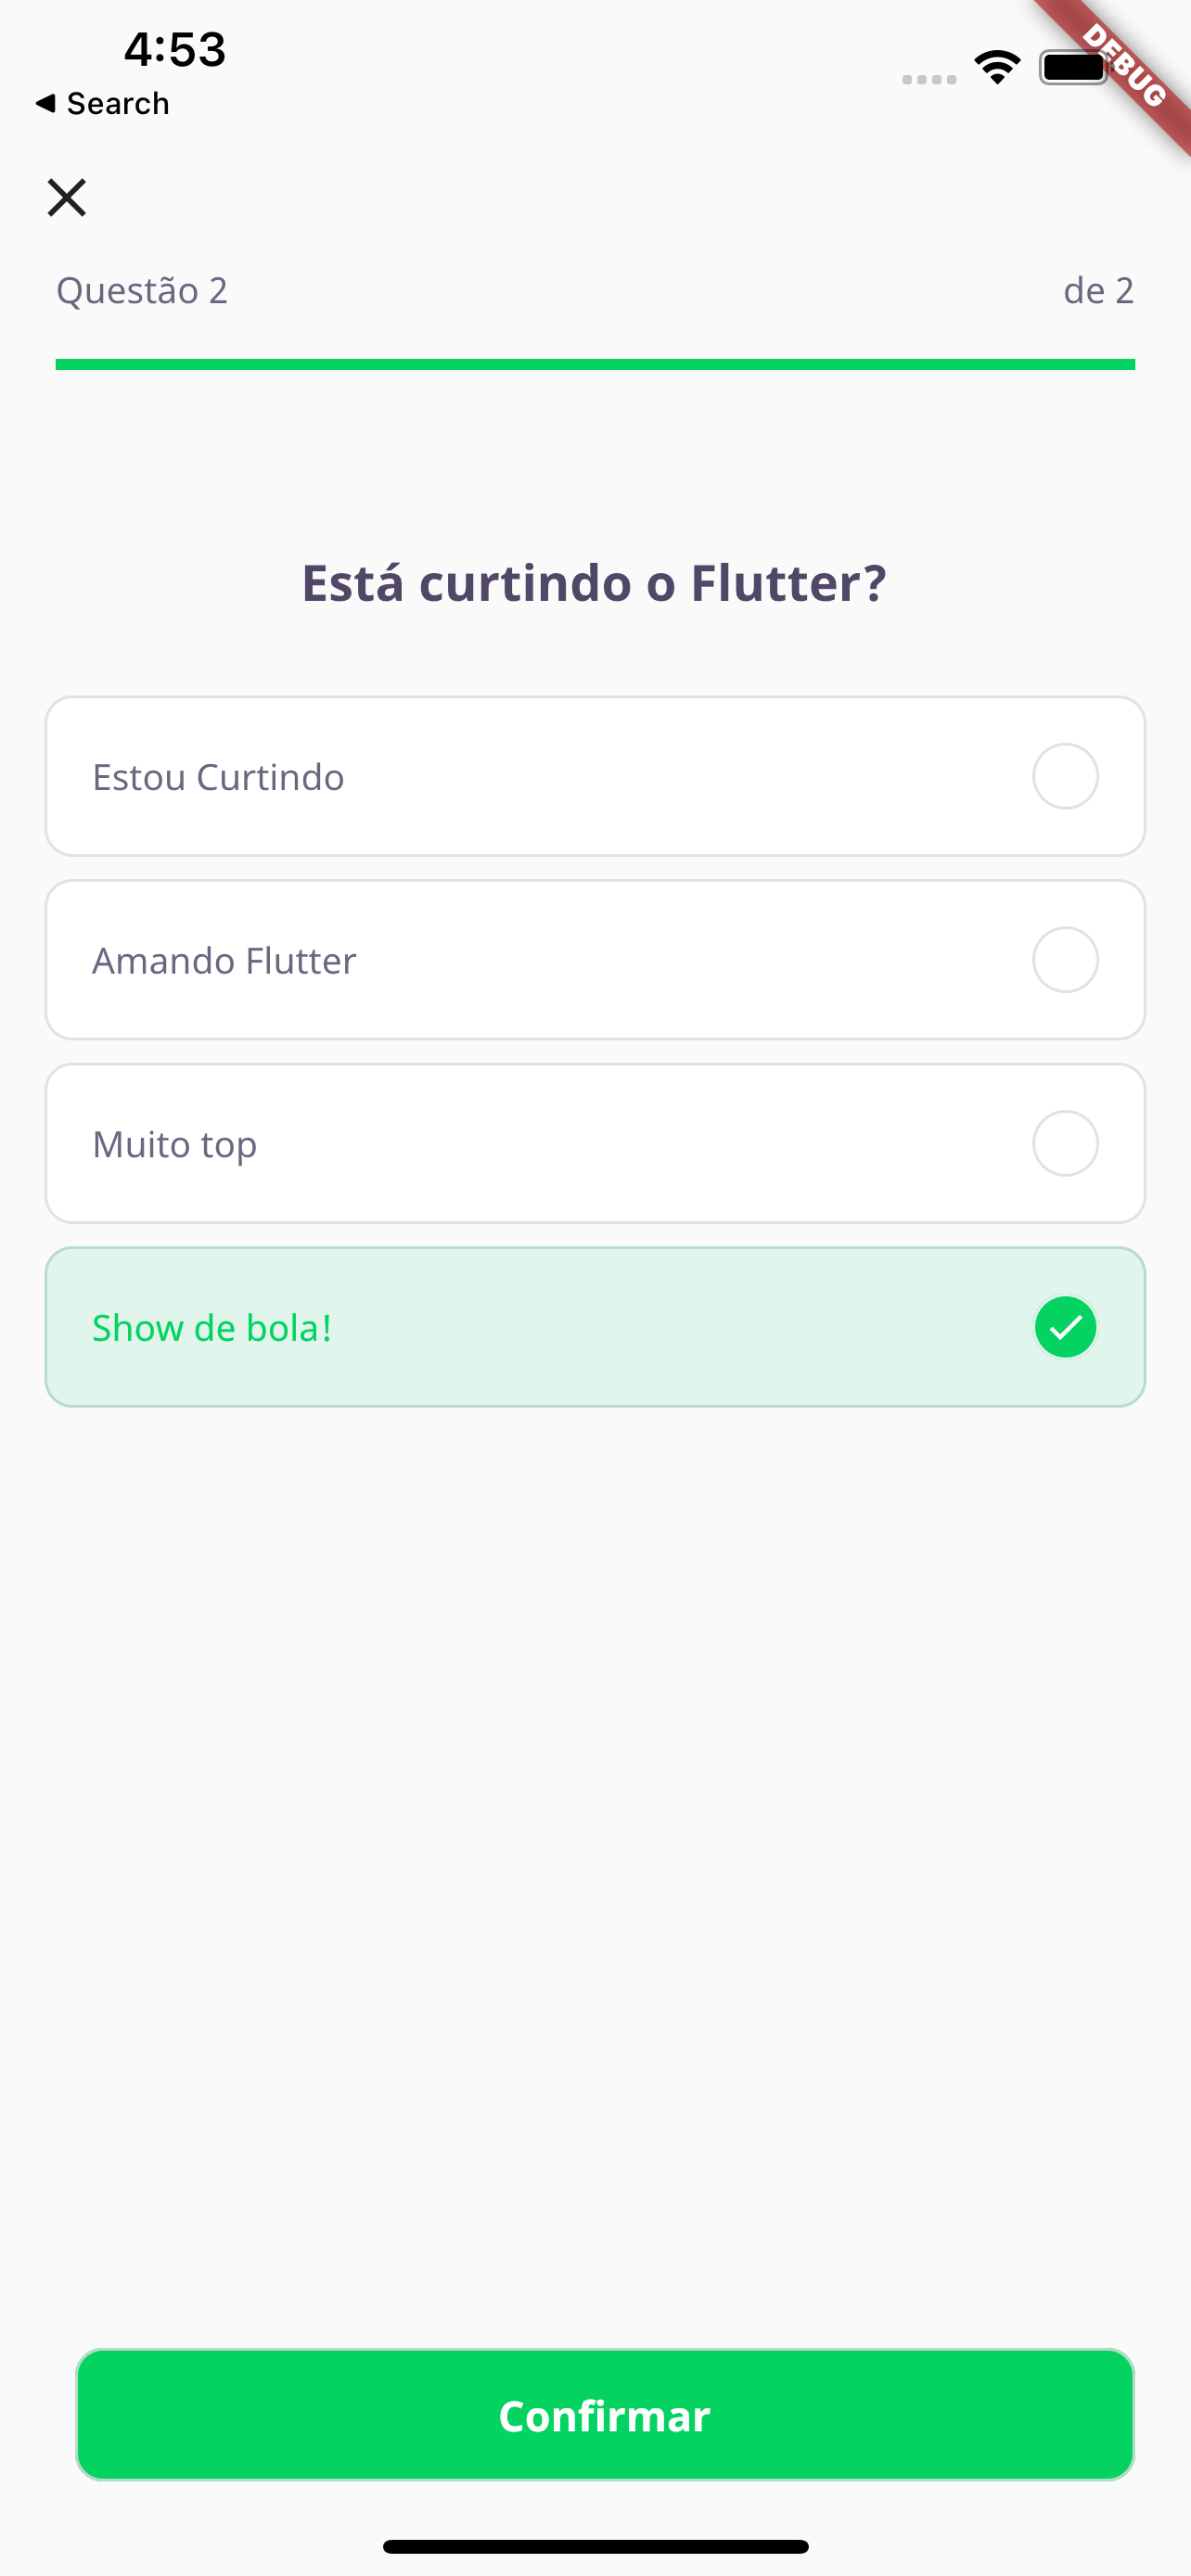 4:53
DEBUG
Search
Questão 2
de 2
Está curtindo o Flutter?
Estou Curtindo
Amando Flutter
Muito top
Show de bola!
Confirmar